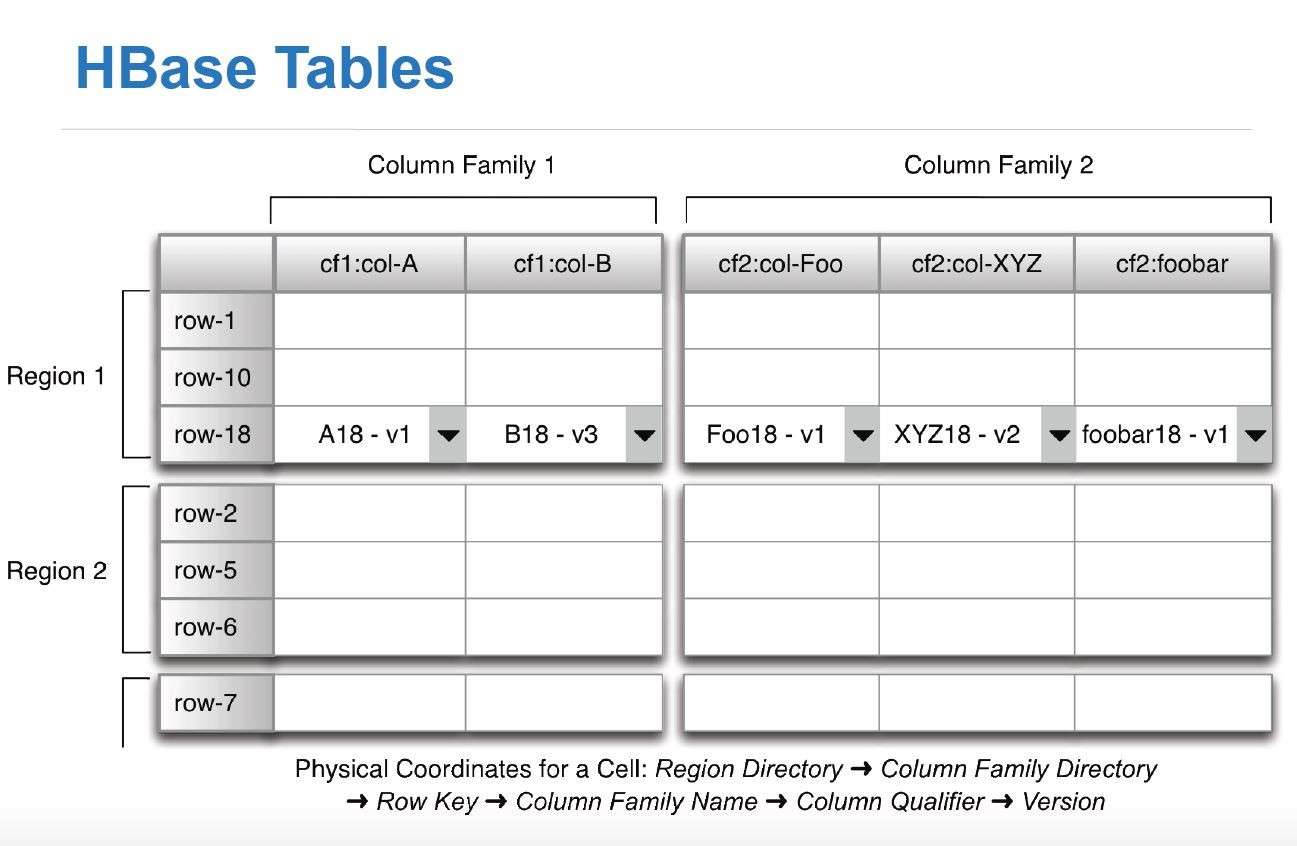 HBase Tables
Column Family 1 Column Family 2
cf1:col-A cf1:col-B cf2:col-Foo cf2:col-XYZ cf2:foobar
row-1
Region 1
row-10
row-18 A18 - v1 B18 - v3 Foo18 - v1 XYZ18 - v2 foobar18 - v1
row-2
Region 2
row-5
row-6
row-7
Physical Coordinates for a Cell: Region Directory ➔ Column Family Directory
➔ Row Key ➔ Column Family Name ➔ Column Qualifier ➔ Version